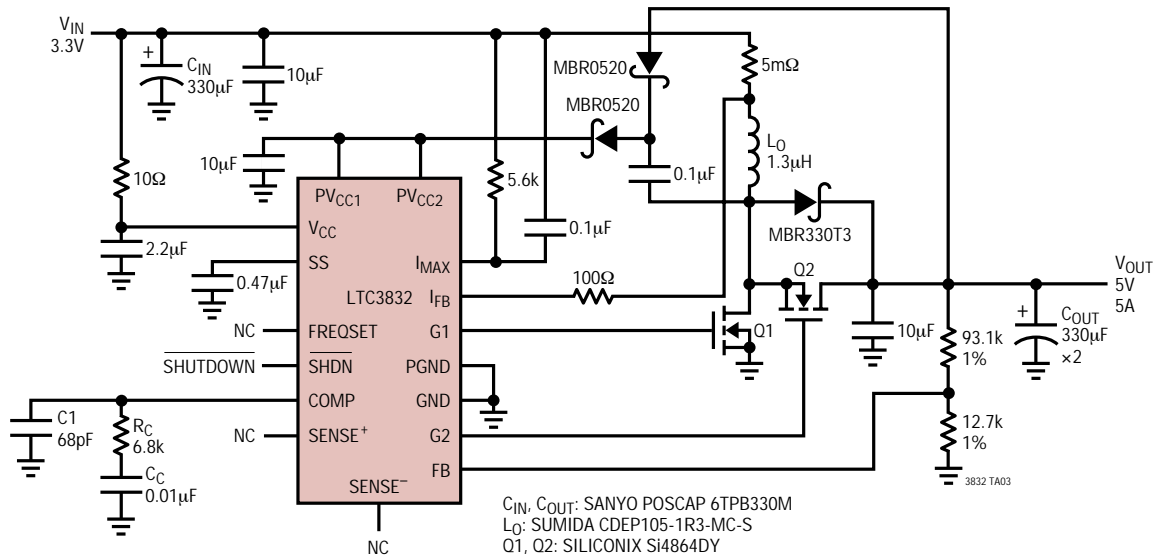 VIN
3.3V
+
CIN
330µF
10µF
MBR0520
5mΩ
MBR0520
LO
1.3µH
10µF
0.1µF
10Ω
5.6k
PVCC1
PVCC2
MBR330T3
VCC
0.1µF
2.2µF
SS
IMAX
Q2
VOUT
5V
5A
0.47µF
100Ω
LTC3832
IFB
+
COUT
330µF
×2
NC
FREQSET
G1
Q1
10µF
93.1k
1%
SHUTDOWN
SHDN
PGND
COMP
GND
C1
68pF
RC
6.8k
12.7k
1%
NC
SENSE+
G2
FB
CC
0.01µF
SENSE–
3832 TA03
NC
CIN, COUT: SANYO POSCAP 6TPB330M
LO: SUMIDA CDEP105-1R3-MC-S
Q1, Q2: SILICONIX Si4864DY